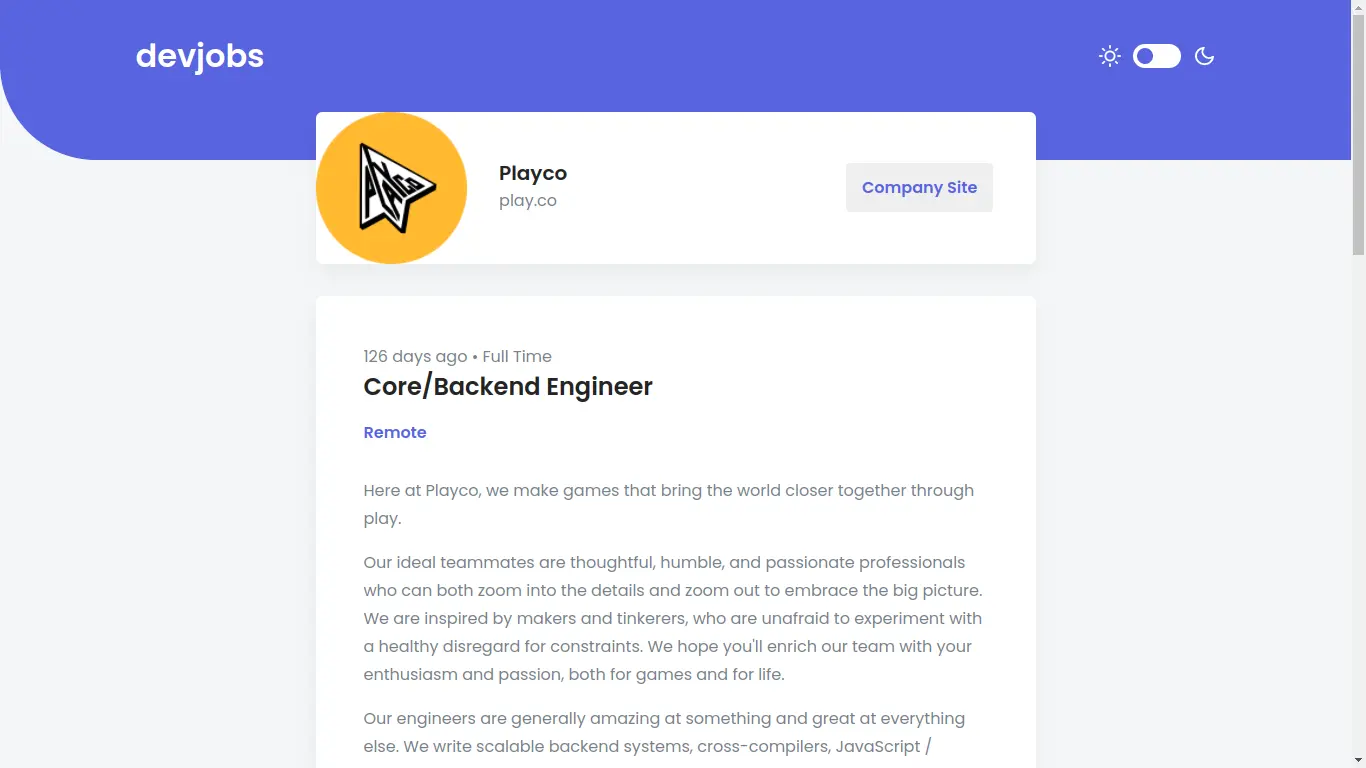 devjobs
Playco
play.co
Company Site
126 days ago • Full Time
Core/Backend Engineer
Remote
Here at Playco, we make games that bring the world closer together through
play.
Our ideal teammates are thoughtful, humble, and passionate professionals
who can both zoom into the details and zoom out to embrace the big picture.
We are inspired by makers and tinkerers, who are unafraid to experiment with
a healthy disregard for constraints. We hope you'll enrich our team with your
enthusiasm and passion, both for games and for life.
Our engineers are generally amazing at something and great at everything
else. We write scalable backend systems, cross-compilers, JavaScript /